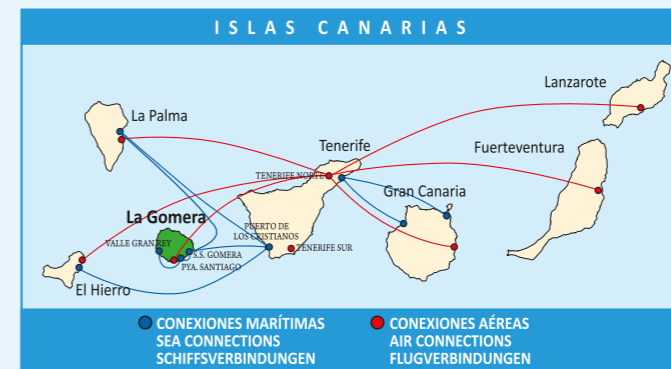 ISLAS CANARIAS
Lanzarote
La Palma
Tenerife
Fuerteventura
TENERIFE NORTE
Gran Canaria
La Gomera
PUERTO DE
LOS CRISTIANOS
VALLE GRAN REY
TENERIFE SUR
S.S. GOMERA
PYA. SANTIAGO
El Hierro
CONEXIONES MARÍTIMAS
SEA CONNECTIONS
SCHIFFSVERBINDUNGEN
CONEXIONES AÉREAS
AIR CONNECTIONS
FLUGVERBINDUNGEN